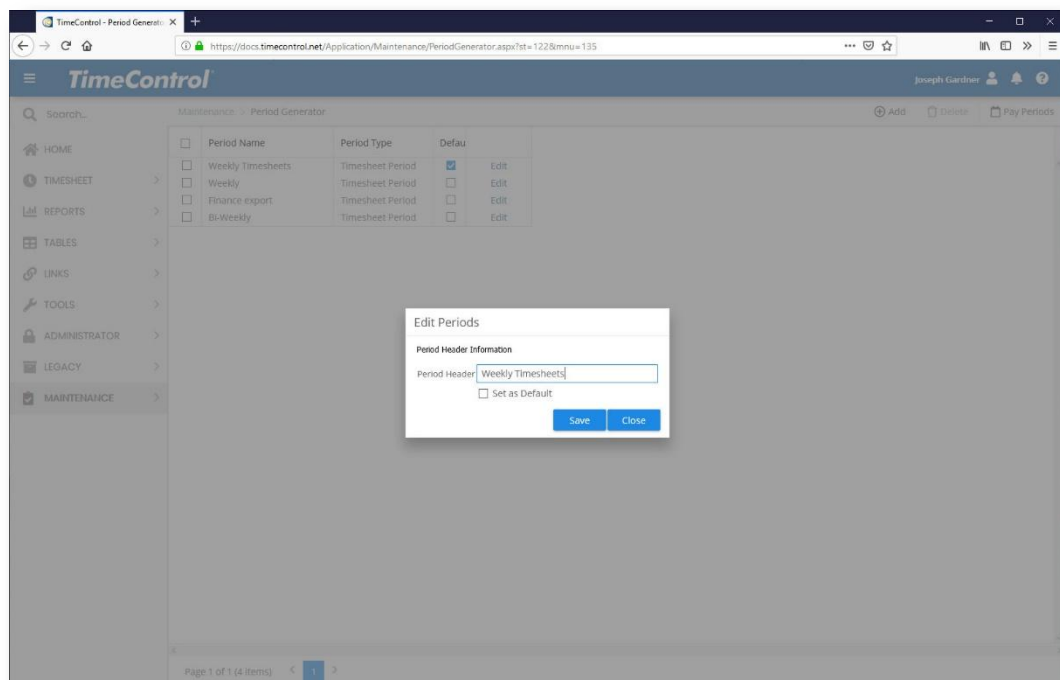 TimeControl - Period Generato
https://docs.timecontrol.net/Application/Maintenance/PeriodGenerator.aspx?st=122&mnu=135
TimeControl
Joseph Gardner
Search...
Maintenance > Period Generator
Add
Delete
Pay Periods
HOME
TIMESHEET
REPORTS
TABLES
LINKS
TOOLS
ADMINISTRATOR
LEGACY
MAINTENANCE
Period Name Period Type Defau
Weekly Timesheets Timesheet Period Edit
Weekly Timesheet Period Edit
Finance export Timesheet Period Edit
Bi-Weekly Timesheet Period Edit
Edit Periods
Period Header Information
Period Header Weekly Timesheets
Set as Default
Save Close
Page 1 of 1 (4 items) < 1 >